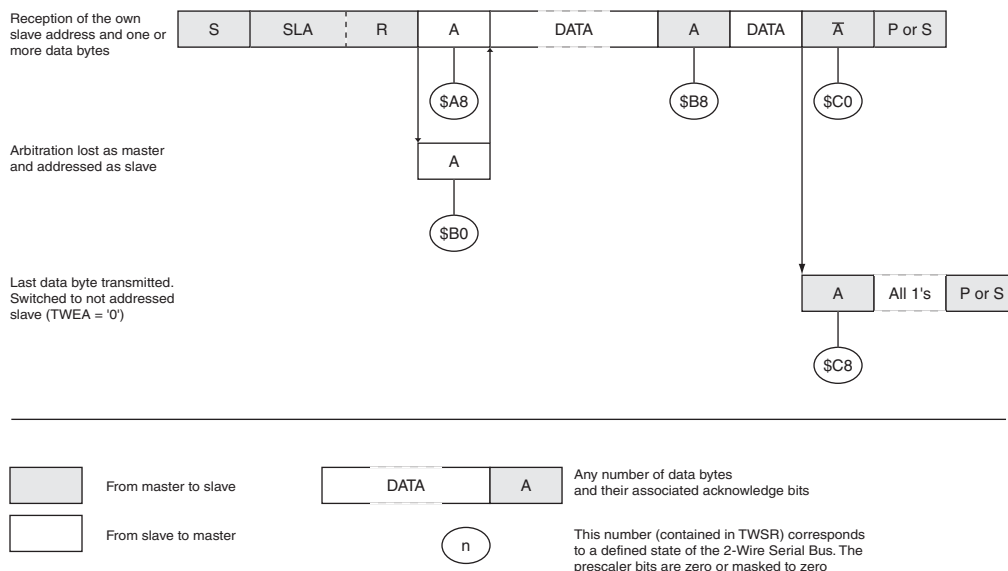 Reception of the own
slave address and one or
more data bytes
S SLA R A DATA A DATA A̅ P or S
$A8 $B8 $C0
Arbitration lost as master
and addressed as slave
A
$B0
Last data byte transmitted.
Switched to not addressed
slave (TWEA = '0')
A All 1's P or S
$C8
From master to slave
DATA A
Any number of data bytes
and their associated acknowledge bits
From slave to master
n
This number (contained in TWSR) corresponds
to a defined state of the 2-Wire Serial Bus. The
prescaler bits are zero or masked to zero